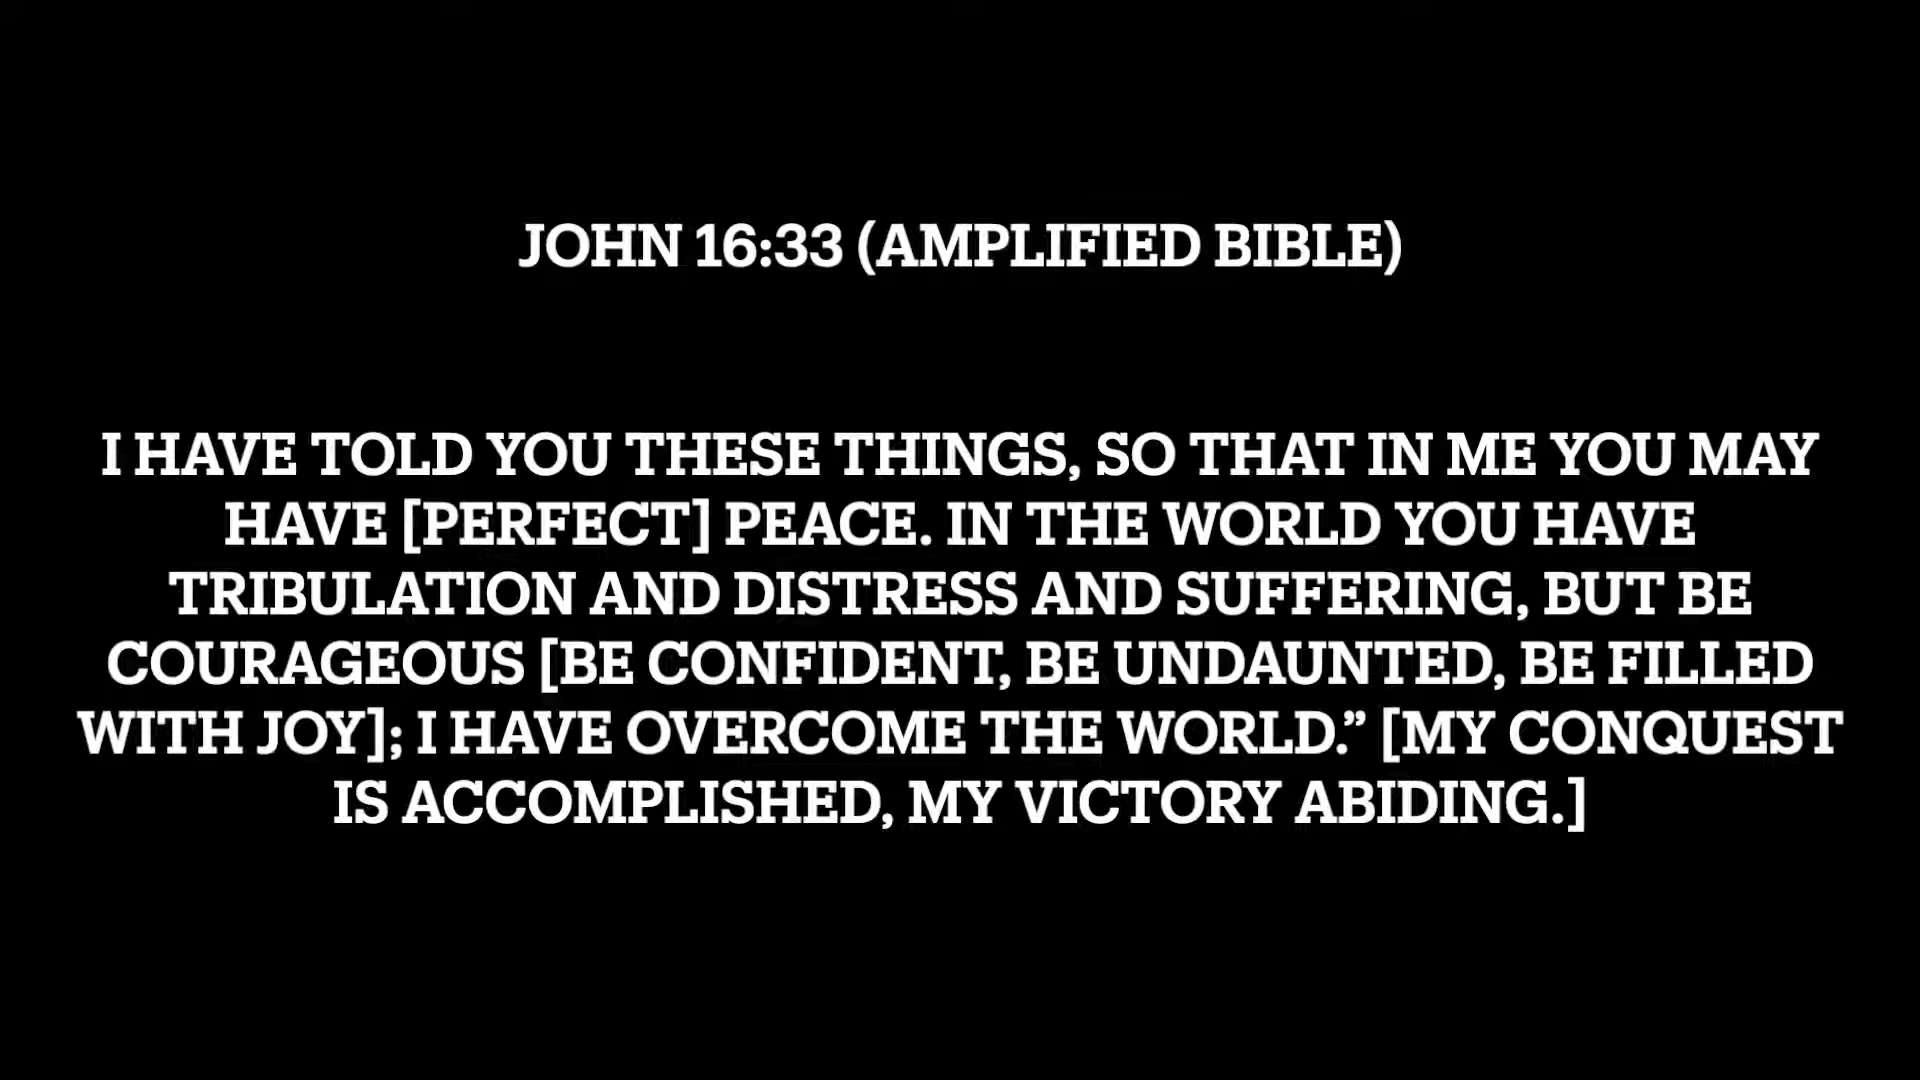 JOHN 16:33 (AMPLIFIED BIBLE)
I HAVE TOLD YOU THESE THINGS, SO THAT IN ME YOU MAY
HAVE [PERFECT] PEACE. IN THE WORLD YOU HAVE
TRIBULATION AND DISTRESS AND SUFFERING, BUT BE
COURAGEOUS [BE CONFIDENT, BE UNDAUNTED, BE FILLED
WITH JOY]; I HAVE OVERCOME THE WORLD.” [MY CONQUEST
IS ACCOMPLISHED, MY VICTORY ABIDING.]